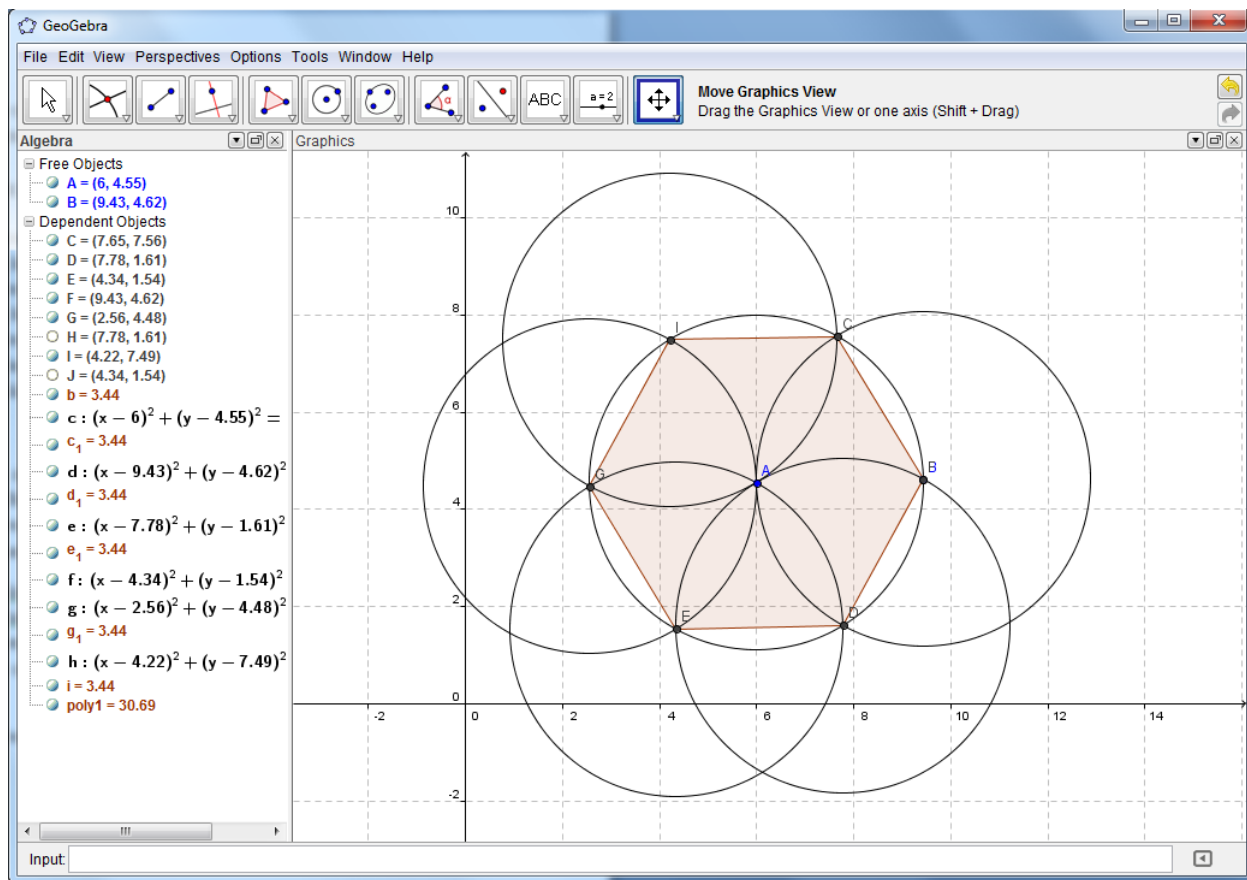 GeoGebra
File Edit View Perspectives Options Tools Window Help
ABC
a = 2
α
Move Graphics View
Drag the Graphics View or one axis (Shift + Drag)
Algebra
Free Objects
A = (6, 4.55)
B = (9.43, 4.62)
Dependent Objects
C = (7.65, 7.56)
D = (7.78, 1.61)
E = (4.34, 1.54)
F = (9.43, 4.62)
G = (2.56, 4.48)
H = (7.78, 1.61)
I = (4.22, 7.49)
J = (4.34, 1.54)
b = 3.44
c : (x − 6)² + (y − 4.55)² =
c₁ = 3.44
d : (x − 9.43)² + (y − 4.62)²
d₁ = 3.44
e : (x − 7.78)² + (y − 1.61)²
e₁ = 3.44
f : (x − 4.34)² + (y − 1.54)²
g : (x − 2.56)² + (y − 4.48)²
g₁ = 3.44
h : (x − 4.22)² + (y − 7.49)²
i = 3.44
poly1 = 30.69
Graphics
10
8
I
C
6
G
A
B
4
2
E
D
0
-2 0 2 4 6 8 10 12 14
-2
Input: